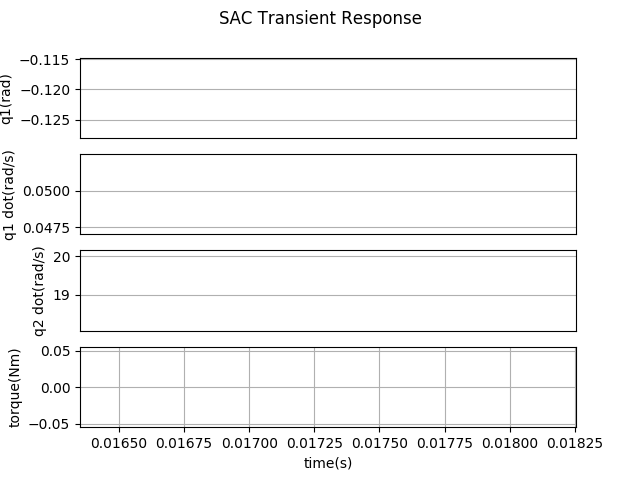 SAC Transient Response
q1(rad)
−0.115
−0.120
−0.125
q1 dot(rad/s)
0.0500
0.0475
q2 dot(rad/s)
20
19
torque(Nm)
0.05
0.00
−0.05
0.01650 0.01675 0.01700 0.01725 0.01750 0.01775 0.01800 0.01825
time(s)